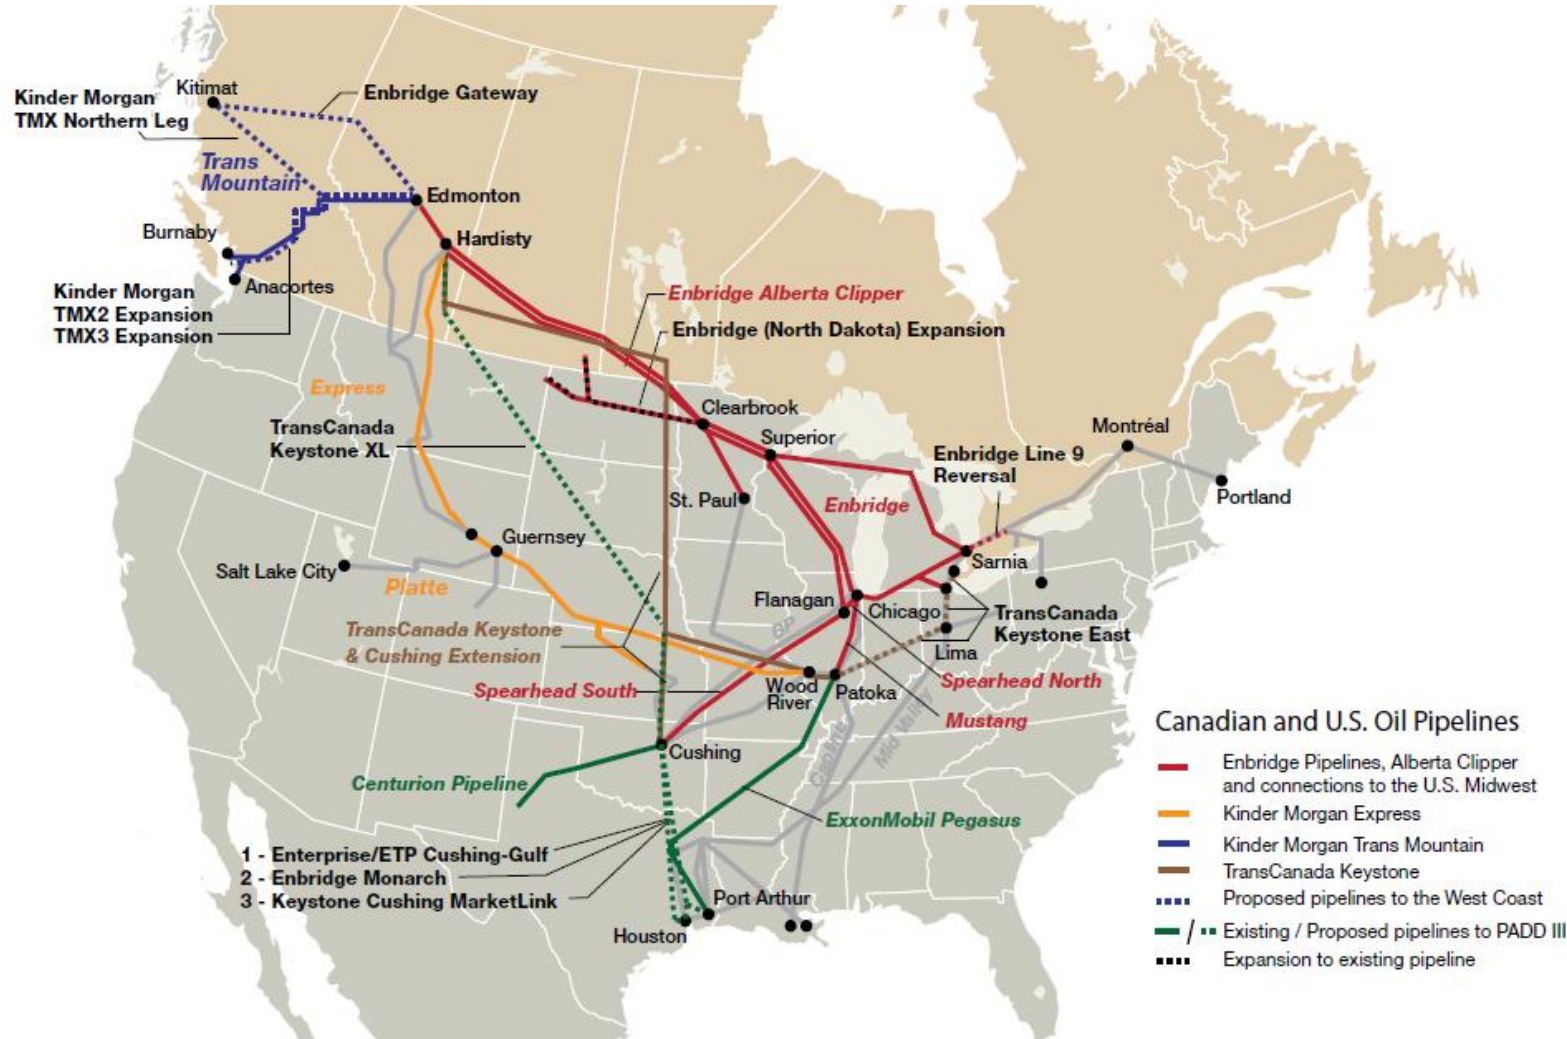 Kitimat
Kinder Morgan
TMX Northern Leg
Enbridge Gateway
Trans
Mountain
Edmonton
Burnaby
Hardisty
Anacortes
Kinder Morgan
TMX2 Expansion
TMX3 Expansion
Enbridge Alberta Clipper
Enbridge (North Dakota) Expansion
Express
TransCanada
Keystone XL
Clearbrook
Superior
Montréal
Enbridge Line 9
Reversal
St. Paul
Enbridge
Portland
Guernsey
Salt Lake City
Platte
Sarnia
Flanagan
Chicago
TransCanada
Keystone East
BP
TransCanada Keystone
& Cushing Extension
Lima
Spearhead South
Wood
River
Patoka
Spearhead North
Mustang
Capline
Mid Valley
Cushing
Centurion Pipeline
ExxonMobil Pegasus
1 - Enterprise/ETP Cushing-Gulf
2 - Enbridge Monarch
3 - Keystone Cushing MarketLink
Port Arthur
Houston
Canadian and U.S. Oil Pipelines
Enbridge Pipelines, Alberta Clipper
and connections to the U.S. Midwest
Kinder Morgan Express
Kinder Morgan Trans Mountain
TransCanada Keystone
Proposed pipelines to the West Coast
/ Existing / Proposed pipelines to PADD III
Expansion to existing pipeline